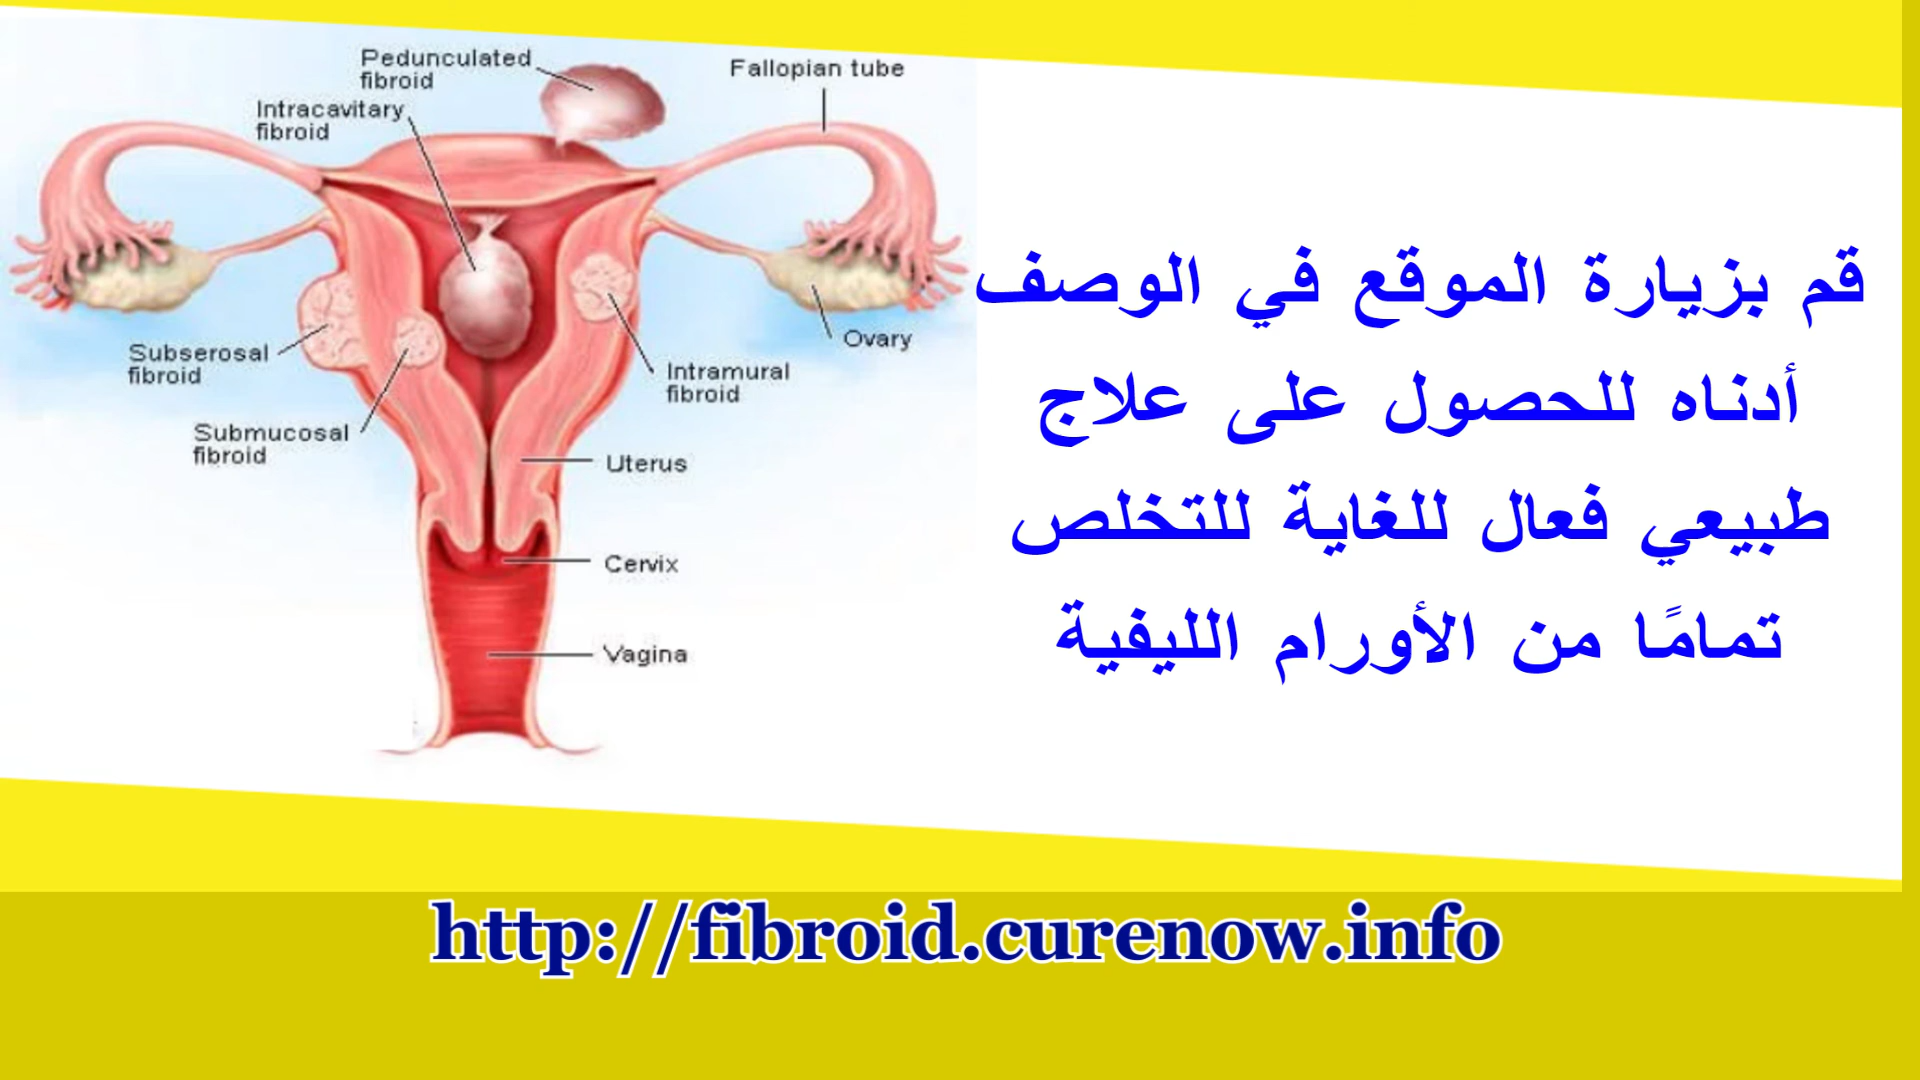 Pedunculated
fibroid
Intracavitary
fibroid
Fallopian tube
Ovary
Subserosal
fibroid
Intramural
fibroid
Submucosal
fibroid
Uterus
Cervix
Vagina
قم بزيارة الموقع في الوصف
أدناه للحصول على علاج
طبيعي فعال للغاية للتخلص
تمامًا من الأورام الليفية
http://fibroid.curenow.info